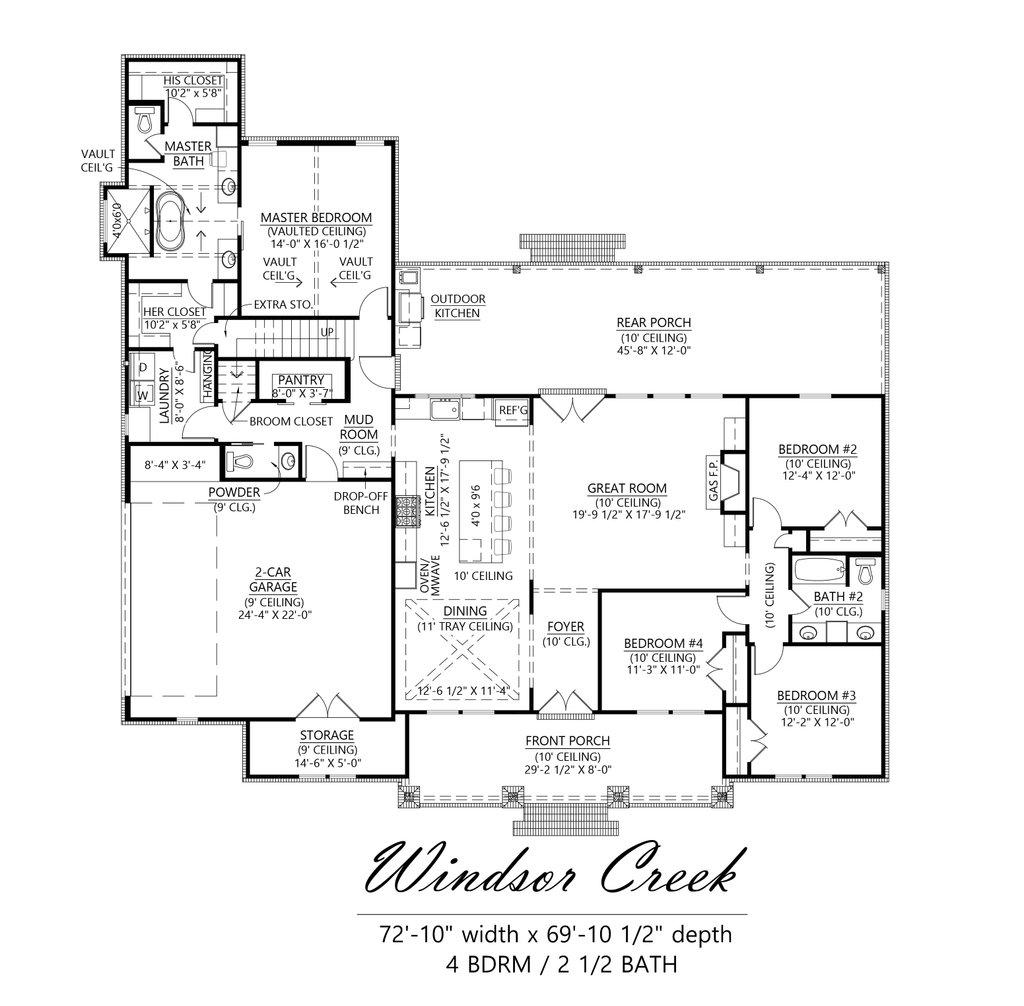 HIS CLOSET
10'2" x 5'8"
MASTER
BATH
VAULT
CEIL'G
4'0x6'0
MASTER BEDROOM
(VAULTED CEILING)
14'-0" X 16'-0 1/2"
VAULT
CEIL'G
VAULT
CEIL'G
EXTRA STO.
HER CLOSET
10'2" x 5'8"
UP
OUTDOOR
KITCHEN
REAR PORCH
(10' CEILING)
45'-8" X 12'-0"
D
W
LAUNDRY
8'-0" X 8'-6"
HANGING
PANTRY
8'-0" X 3'-7"
BROOM CLOSET
MUD
ROOM
(9' CLG.)
REF'G
8'-4" X 3'-4"
POWDER
(9' CLG.)
DROP-OFF
BENCH
KITCHEN
12'-6 1/2" X 17'-9 1/2"
4'0 x 9'6
OVEN/
MWAVE
10' CEILING
GREAT ROOM
(10' CEILING)
19'-9 1/2" X 17'-9 1/2"
GAS F.P.
BEDROOM #2
(10' CEILING)
12'-4" X 12'-0"
2-CAR
GARAGE
(9' CEILING)
24'-4" X 22'-0"
DINING
(11' TRAY CEILING)
12'-6 1/2" X 11'-4"
FOYER
(10' CLG.)
(10' CEILING)
BATH #2
(10' CLG.)
BEDROOM #4
(10' CEILING)
11'-3" X 11'-0"
BEDROOM #3
(10' CEILING)
12'-2" X 12'-0"
STORAGE
(9' CEILING)
14'-6" X 5'-0"
FRONT PORCH
(10' CEILING)
29'-2 1/2" X 8'-0"
Windsor Creek
72'-10" width x 69'-10 1/2" depth
4 BDRM / 2 1/2 BATH